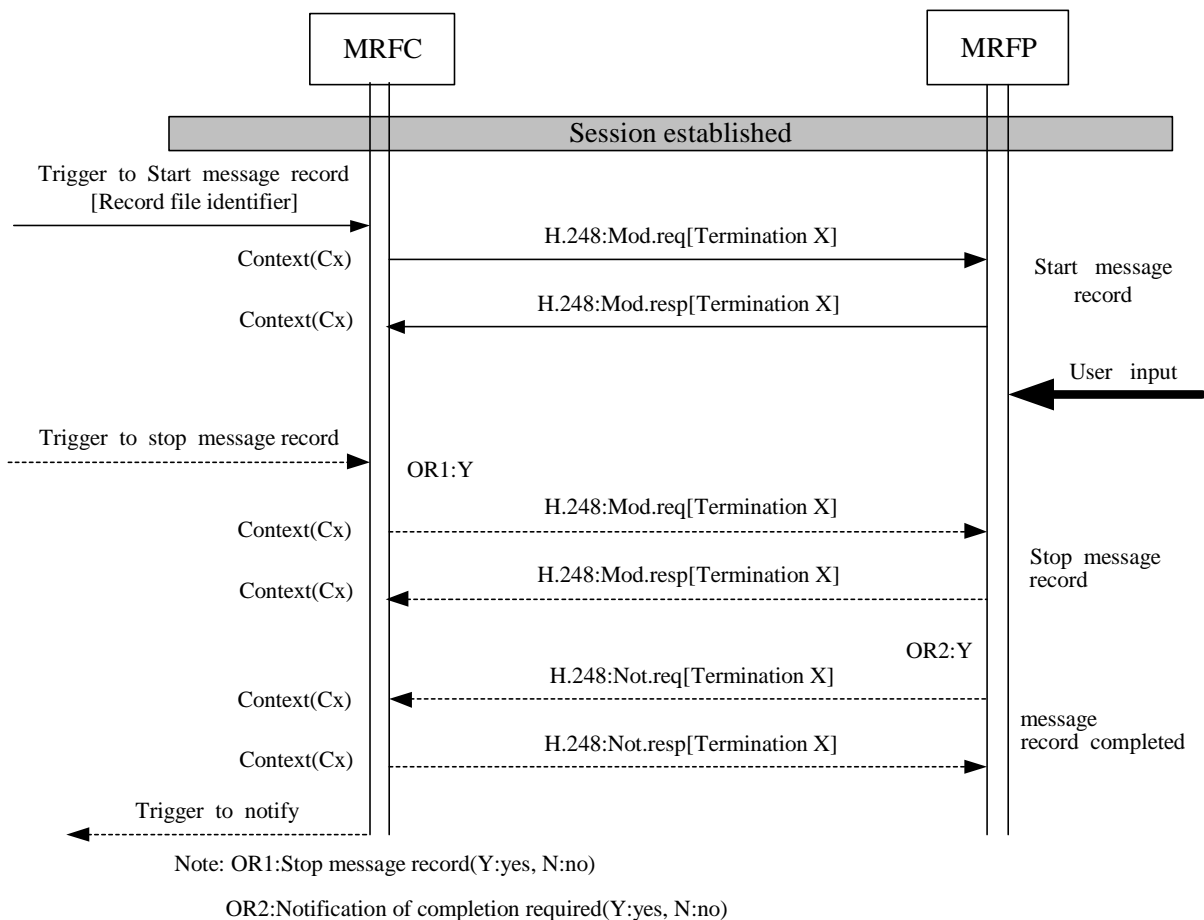 MRFC
MRFP
Session established
Trigger to Start message record
[Record file identifier]
H.248:Mod.req[Termination X]
Context(Cx)
Start message
record
H.248:Mod.resp[Termination X]
Context(Cx)
User input
Trigger to stop message record
OR1:Y
H.248:Mod.req[Termination X]
Context(Cx)
Stop message
record
H.248:Mod.resp[Termination X]
Context(Cx)
OR2:Y
H.248:Not.req[Termination X]
Context(Cx)
message
record completed
H.248:Not.resp[Termination X]
Context(Cx)
Trigger to notify
Note: OR1:Stop message record(Y:yes, N:no)
OR2:Notification of completion required(Y:yes, N:no)